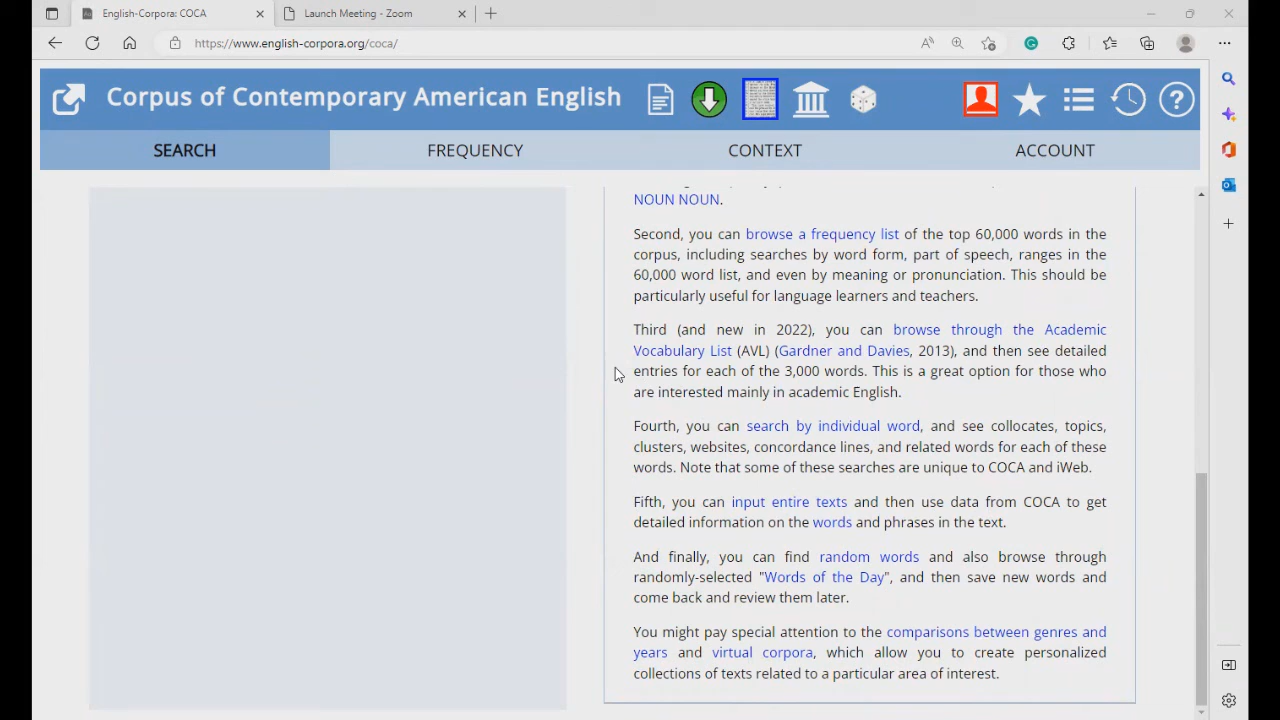 English-Corpora: COCA
Launch Meeting - Zoom
https://www.english-corpora.org/coca/
Corpus of Contemporary American English
SEARCH
FREQUENCY
CONTEXT
ACCOUNT
NOUN NOUN.
Second, you can browse a frequency list of the top 60,000 words in the
corpus, including searches by word form, part of speech, ranges in the
60,000 word list, and even by meaning or pronunciation. This should be
particularly useful for language learners and teachers.
Third (and new in 2022), you can browse through the Academic
Vocabulary List (AVL) (Gardner and Davies, 2013), and then see detailed
entries for each of the 3,000 words. This is a great option for those who
are interested mainly in academic English.
Fourth, you can search by individual word, and see collocates, topics,
clusters, websites, concordance lines, and related words for each of these
words. Note that some of these searches are unique to COCA and iWeb.
Fifth, you can input entire texts and then use data from COCA to get
detailed information on the words and phrases in the text.
And finally, you can find random words and also browse through
randomly-selected "Words of the Day", and then save new words and
come back and review them later.
You might pay special attention to the comparisons between genres and
years and virtual corpora, which allow you to create personalized
collections of texts related to a particular area of interest.